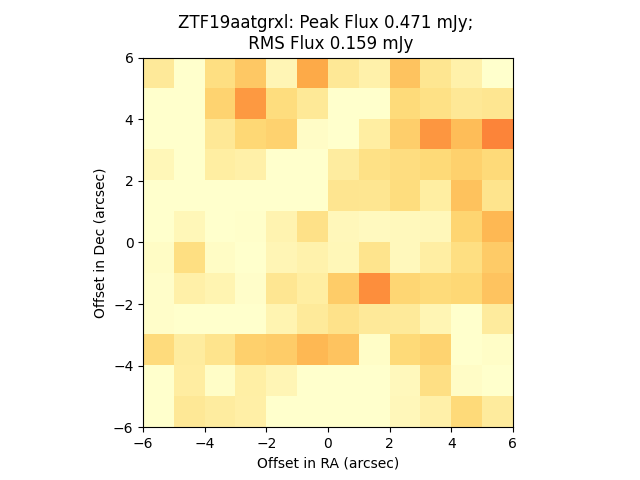 ZTF19aatgrxl: Peak Flux 0.471 mJy;
RMS Flux 0.159 mJy
6
4
2
0
−2
−4
−6
Offset in Dec (arcsec)
−6 −4 −2 0 2 4 6
Offset in RA (arcsec)